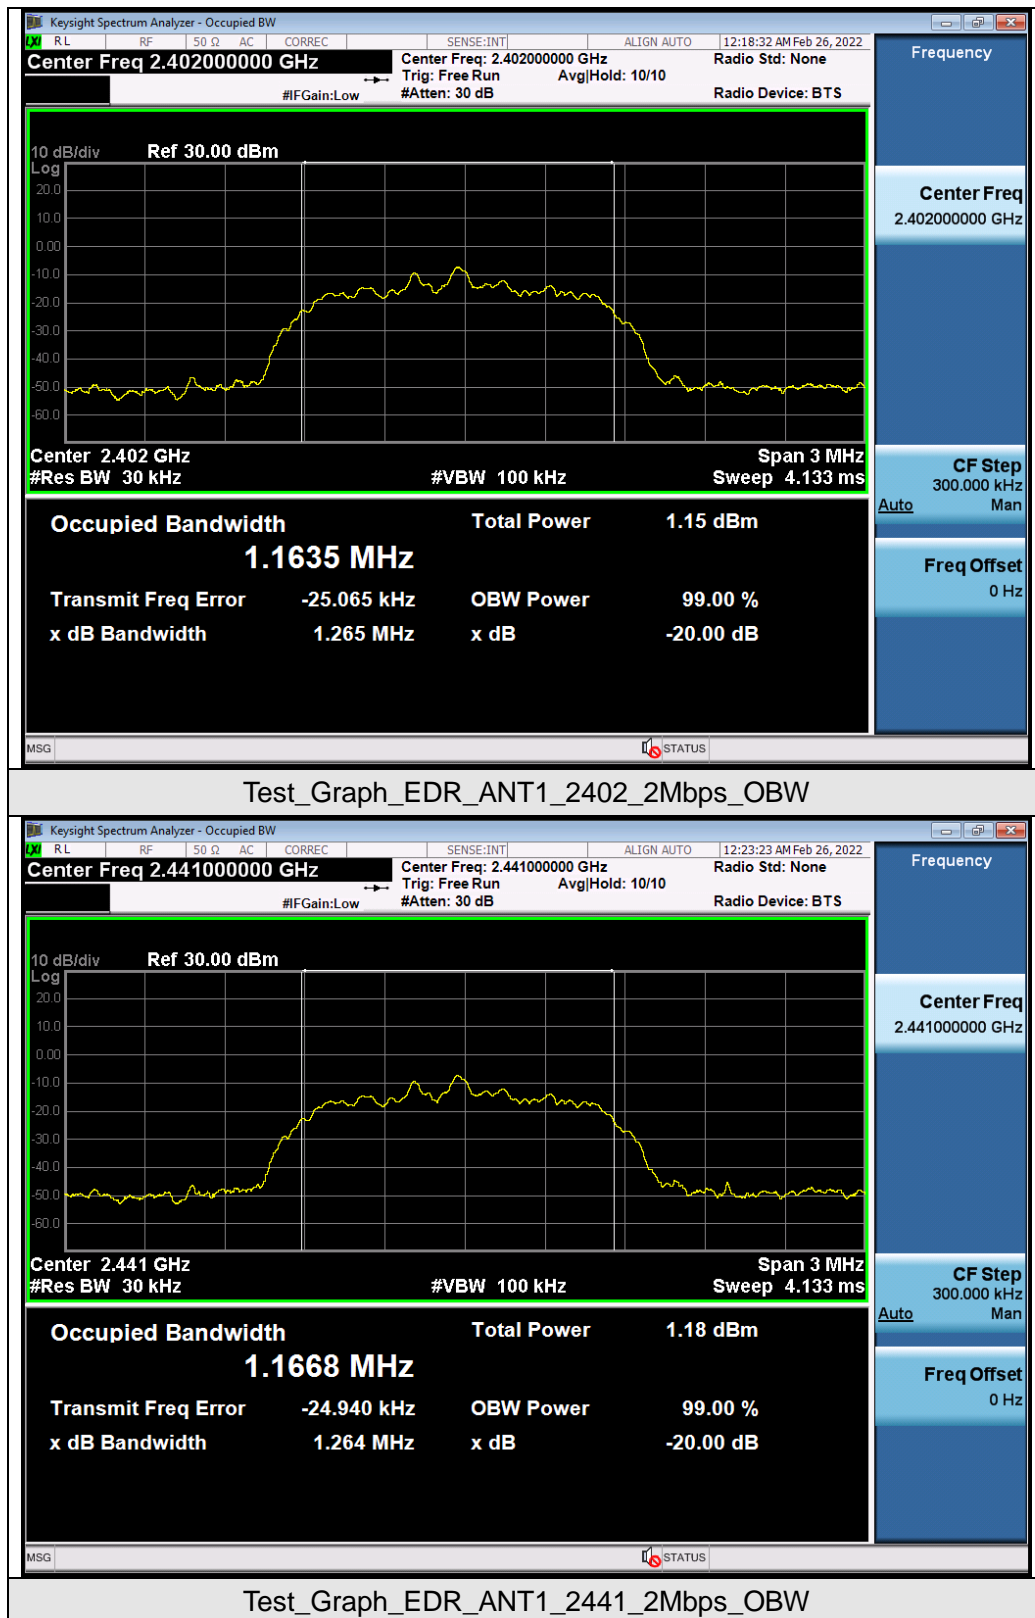 Keysight Spectrum Analyzer - Occupied BW
LXI RL RF 50 Ω AC CORREC SENSE:INT ALIGN AUTO 12:18:32 AM Feb 26, 2022
Center Freq 2.402000000 GHz Center Freq: 2.402000000 GHz Radio Std: None
Trig: Free Run Avg|Hold: 10/10
#IFGain:Low #Atten: 30 dB Radio Device: BTS
Frequency
10 dB/div Ref 30.00 dBm
Log
20.0
10.0
0.00
-10.0
-20.0
-30.0
-40.0
-50.0
-60.0
Center 2.402 GHz Span 3 MHz
#Res BW 30 kHz #VBW 100 kHz Sweep 4.133 ms
Center Freq
2.402000000 GHz
CF Step
300.000 kHz
Auto Man
Freq Offset
0 Hz
Occupied Bandwidth Total Power 1.15 dBm
1.1635 MHz
Transmit Freq Error -25.065 kHz OBW Power 99.00 %
x dB Bandwidth 1.265 MHz x dB -20.00 dB
MSG STATUS
Test_Graph_EDR_ANT1_2402_2Mbps_OBW
Keysight Spectrum Analyzer - Occupied BW
LXI RL RF 50 Ω AC CORREC SENSE:INT ALIGN AUTO 12:23:23 AM Feb 26, 2022
Center Freq 2.441000000 GHz Center Freq: 2.441000000 GHz Radio Std: None
Trig: Free Run Avg|Hold: 10/10
#IFGain:Low #Atten: 30 dB Radio Device: BTS
Frequency
10 dB/div Ref 30.00 dBm
Log
20.0
10.0
0.00
-10.0
-20.0
-30.0
-40.0
-50.0
-60.0
Center 2.441 GHz Span 3 MHz
#Res BW 30 kHz #VBW 100 kHz Sweep 4.133 ms
Center Freq
2.441000000 GHz
CF Step
300.000 kHz
Auto Man
Freq Offset
0 Hz
Occupied Bandwidth Total Power 1.18 dBm
1.1668 MHz
Transmit Freq Error -24.940 kHz OBW Power 99.00 %
x dB Bandwidth 1.264 MHz x dB -20.00 dB
MSG STATUS
Test_Graph_EDR_ANT1_2441_2Mbps_OBW